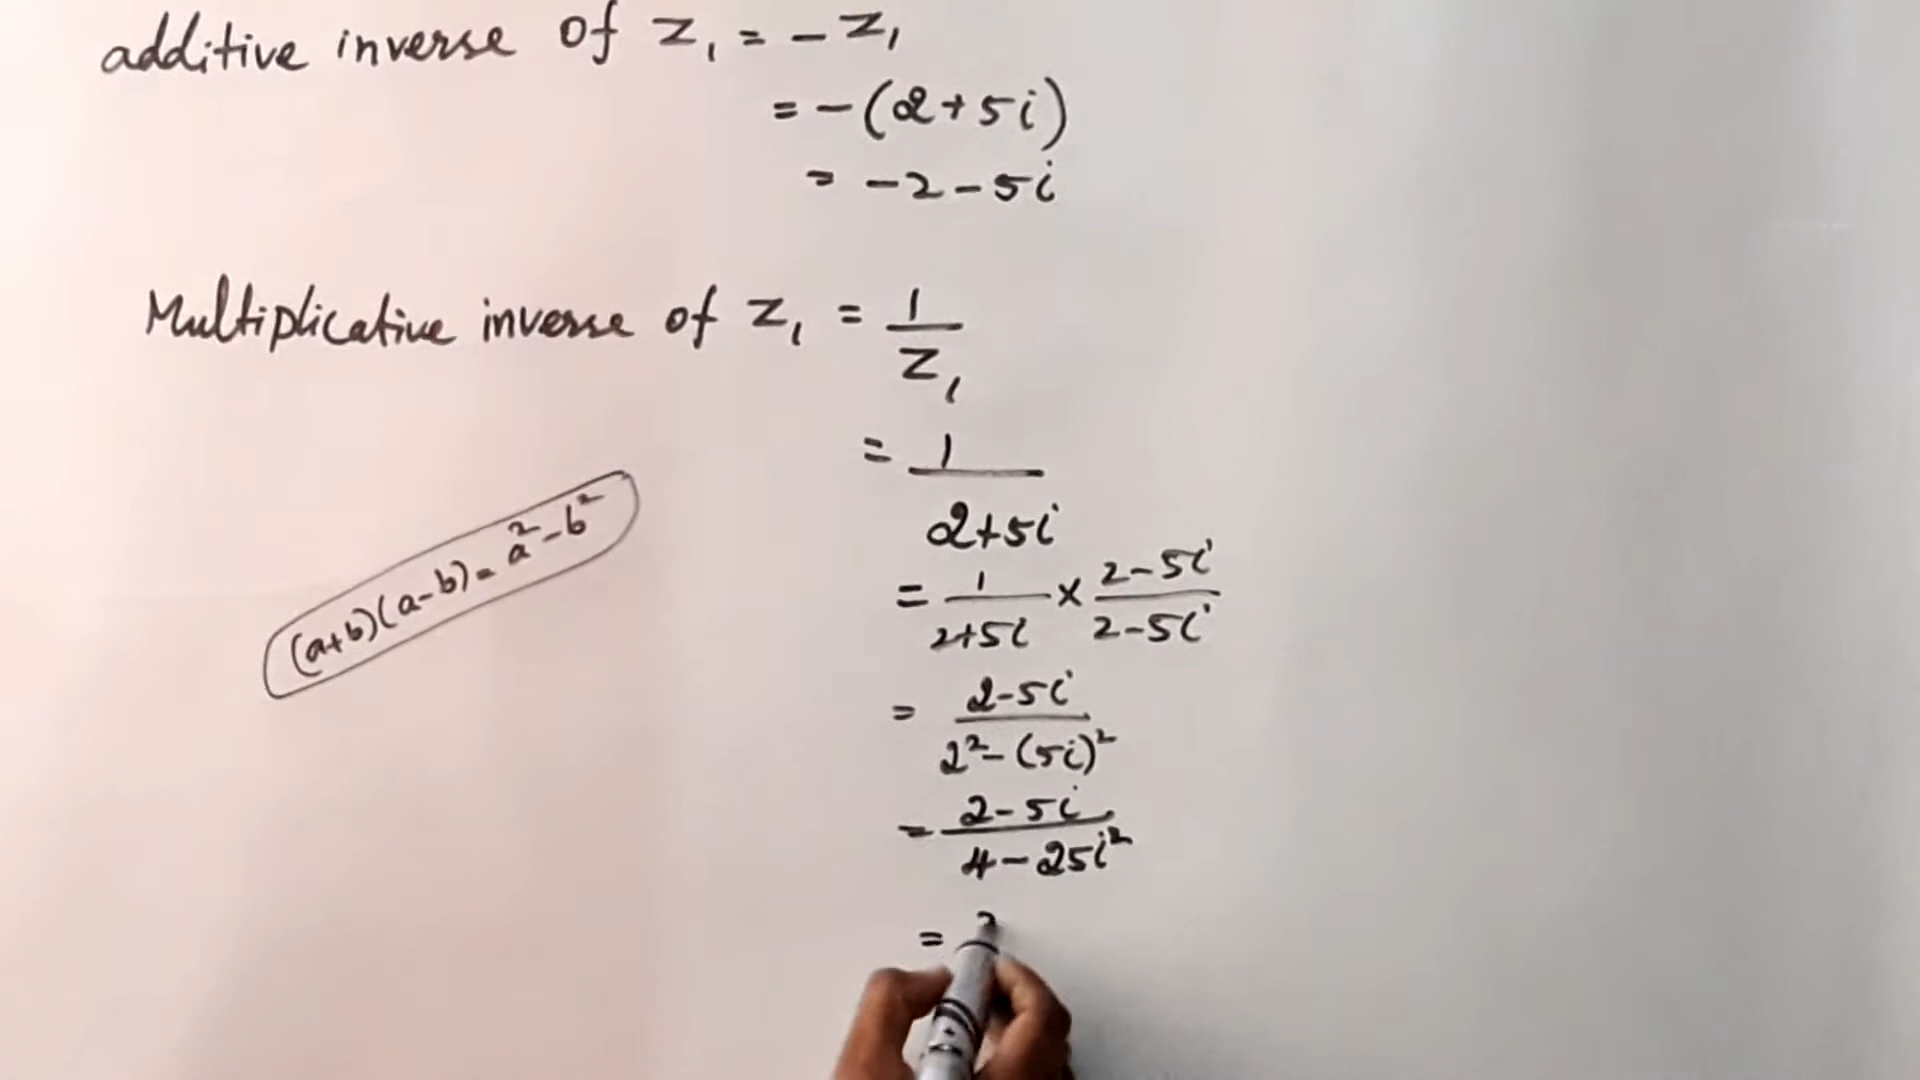 additive inverse of z₁ = -z₁
= -(2+5i)
= -2-5i
Multiplicative inverse of z₁ = 1/z₁
= 1/(2+5i)
(a+b)(a-b) = a²-b²
= 1/(2+5i) × (2-5i)/(2-5i)
= (2-5i)/(2²-(5i)²)
= (2-5i)/(4-25i²)
=